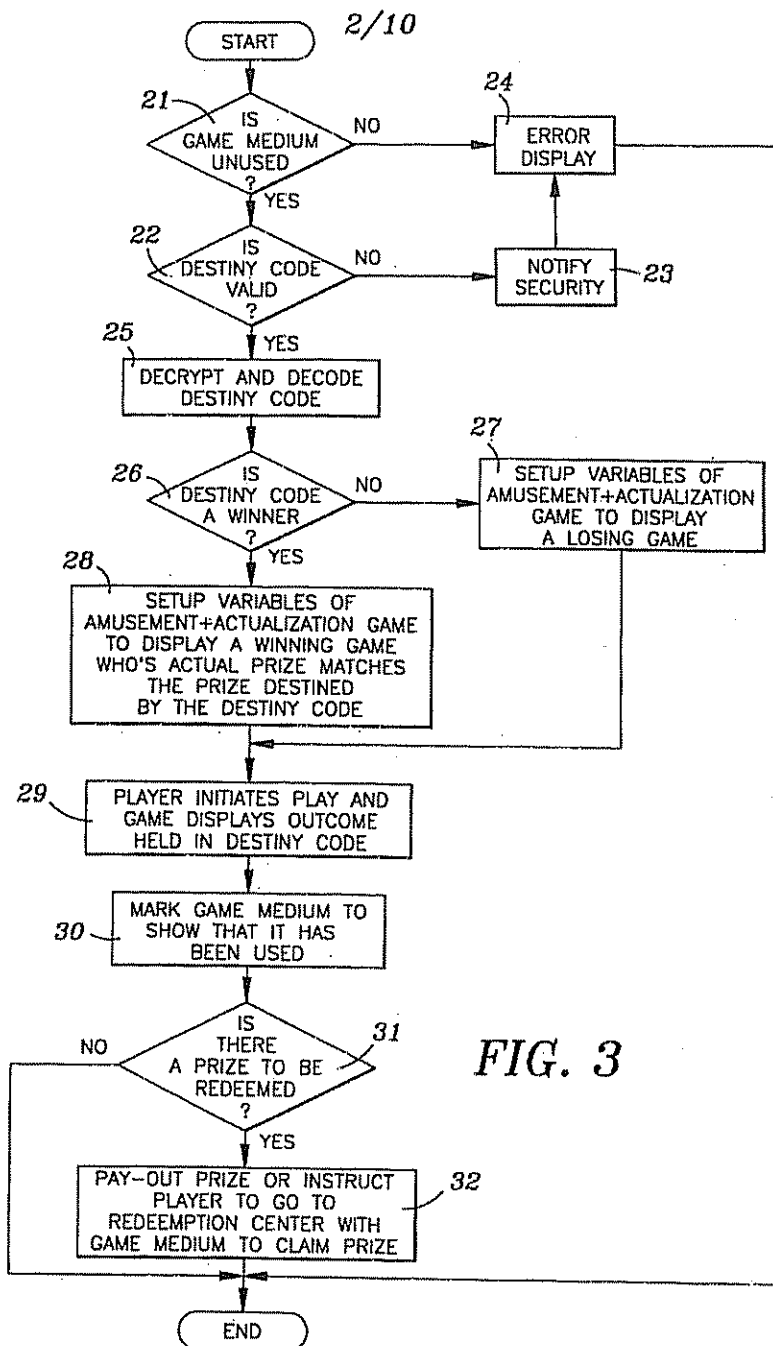 2/10
START
21
IS
GAME MEDIUM
UNUSED
?
NO
YES
24
ERROR
DISPLAY
22
IS
DESTINY CODE
VALID
?
NO
YES
NOTIFY
SECURITY
23
25
DECRYPT AND DECODE
DESTINY CODE
26
IS
DESTINY CODE
A WINNER
?
NO
YES
27
SETUP VARIABLES OF
AMUSEMENT+ACTUALIZATION
GAME TO DISPLAY
A LOSING GAME
28
SETUP VARIABLES OF
AMUSEMENT+ACTUALIZATION GAME
TO DISPLAY A WINNING GAME
WHO'S ACTUAL PRIZE MATCHES
THE PRIZE DESTINED
BY THE DESTINY CODE
29
PLAYER INITIATES PLAY AND
GAME DISPLAYS OUTCOME
HELD IN DESTINY CODE
30
MARK GAME MEDIUM TO
SHOW THAT IT HAS
BEEN USED
IS
THERE
A PRIZE TO BE
REDEEMED
?
31
NO
YES
FIG. 3
PAY-OUT PRIZE OR INSTRUCT
PLAYER TO GO TO
REDEMPTION CENTER WITH
GAME MEDIUM TO CLAIM PRIZE
32
END